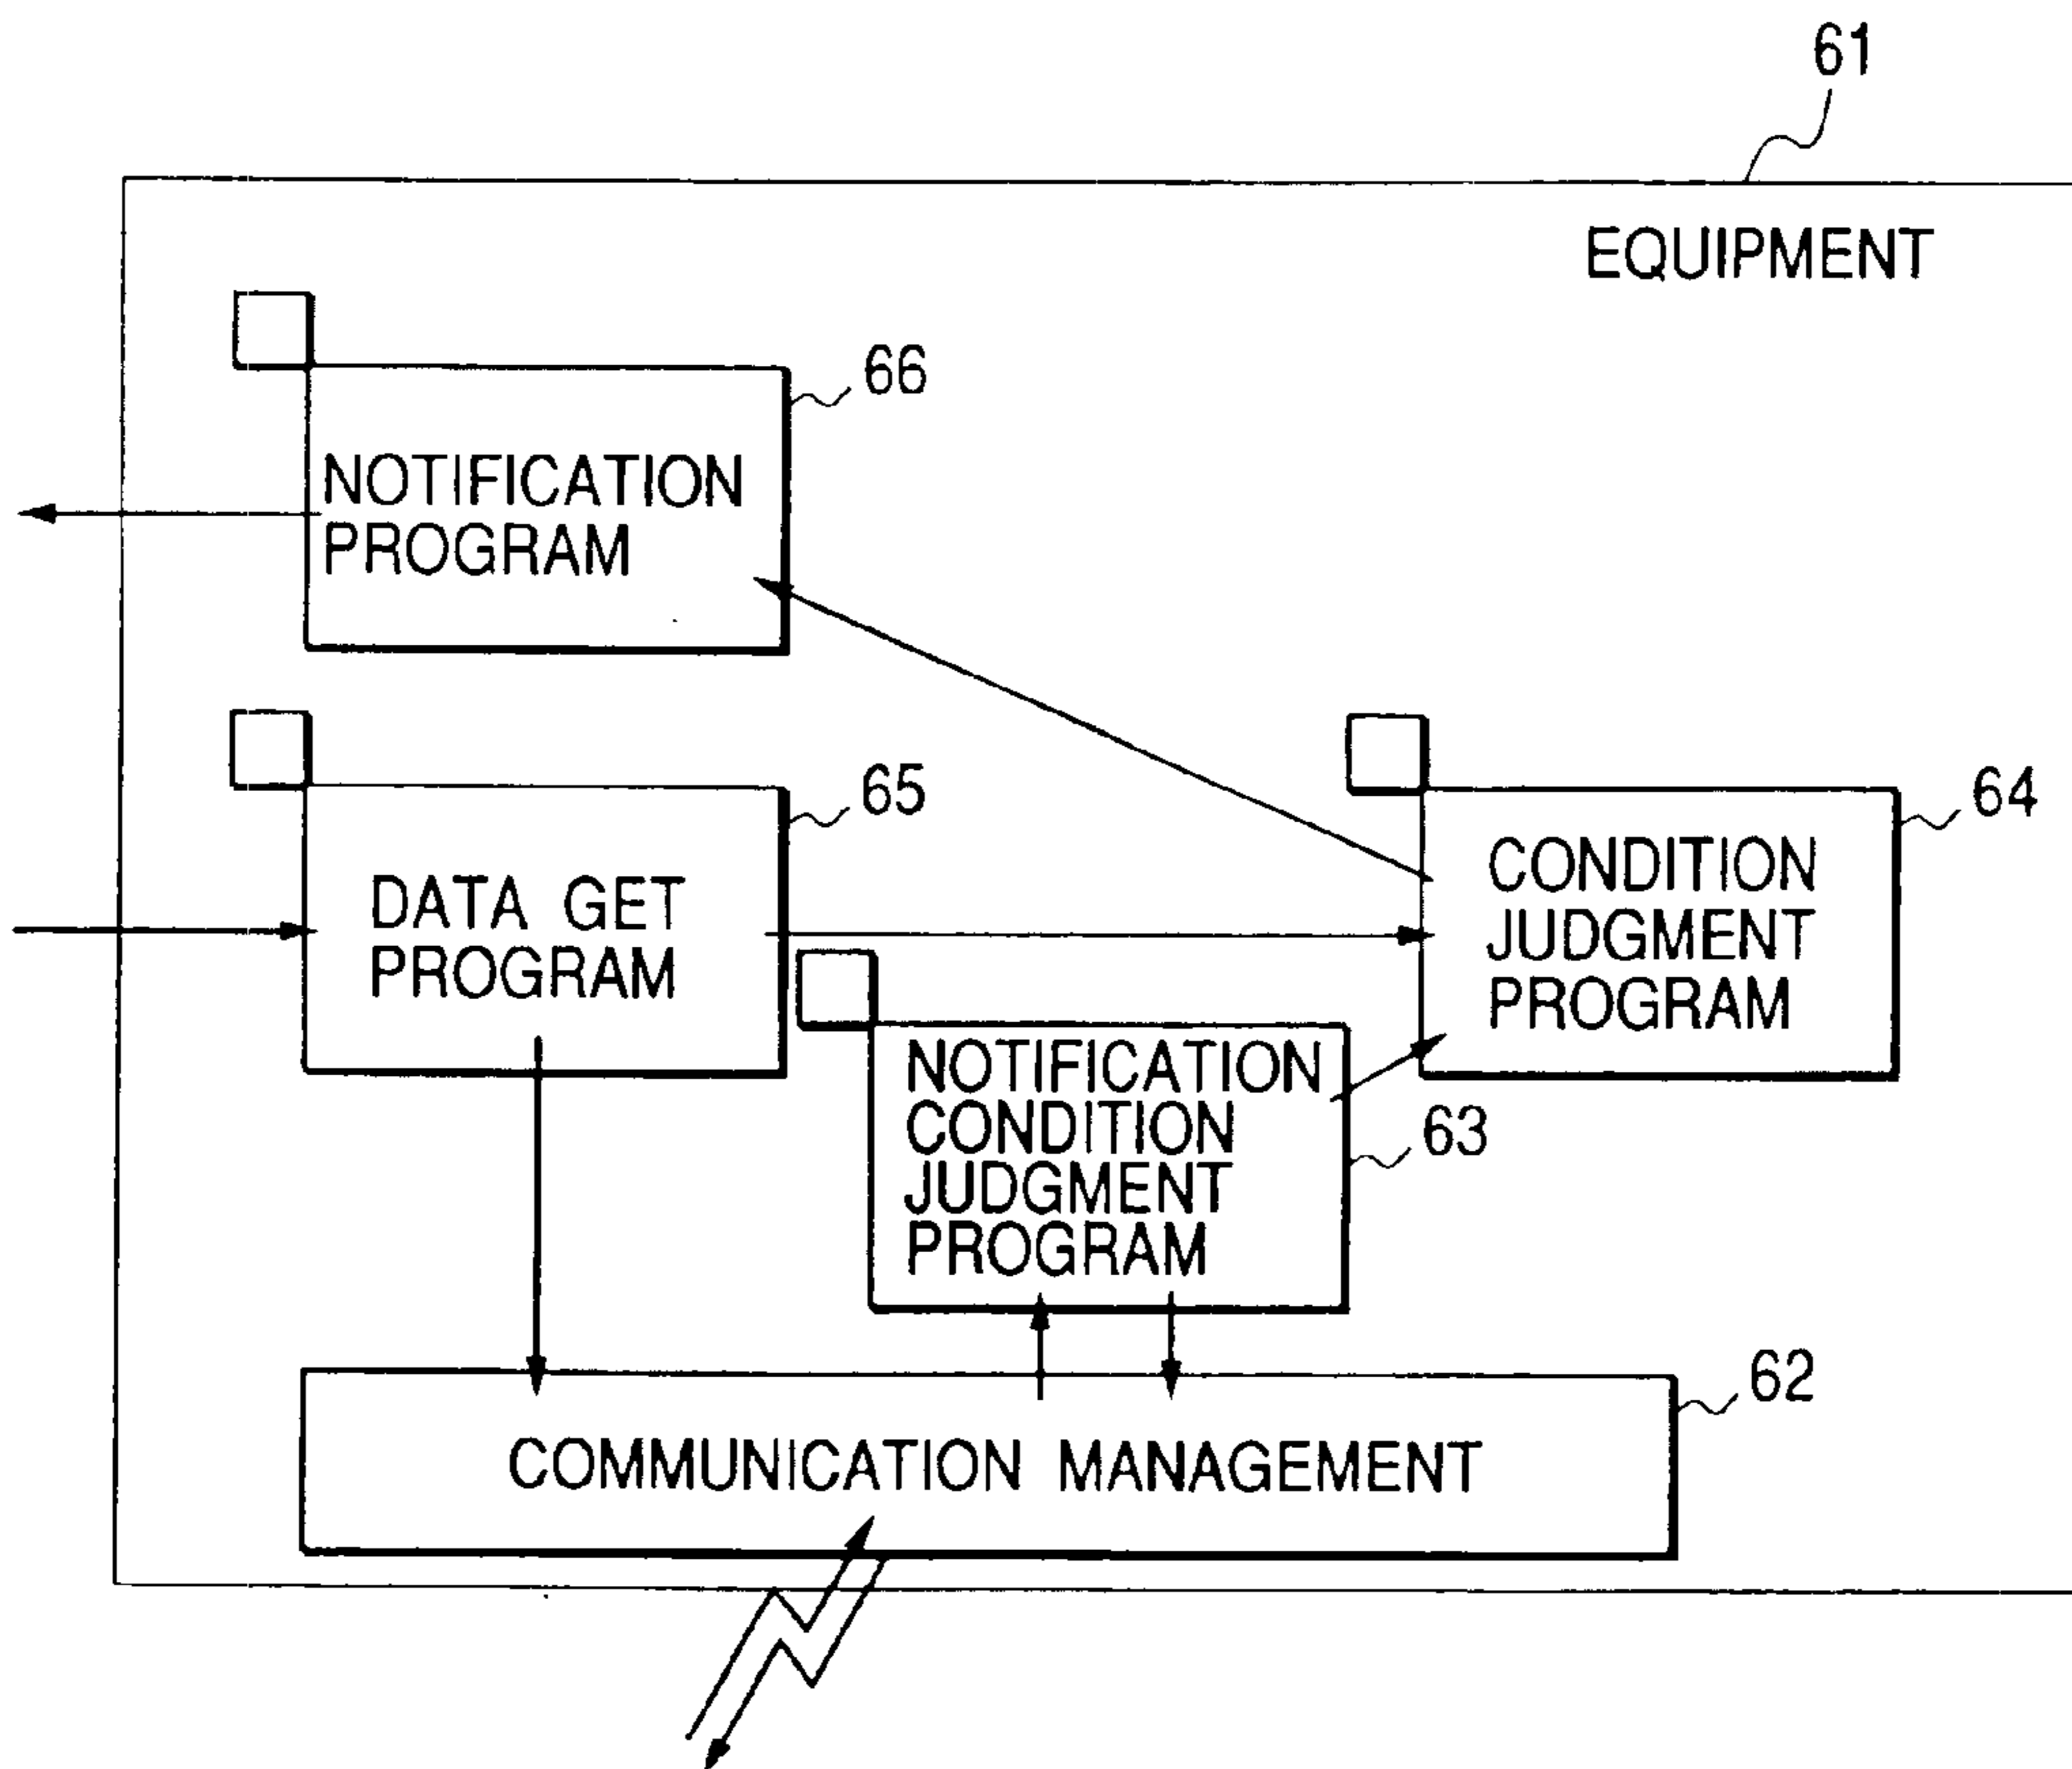 61
EQUIPMENT
66
NOTIFICATION
PROGRAM
65
DATA GET
PROGRAM
64
CONDITION
JUDGMENT
PROGRAM
NOTIFICATION
CONDITION
JUDGMENT
PROGRAM
63
62
COMMUNICATION MANAGEMENT